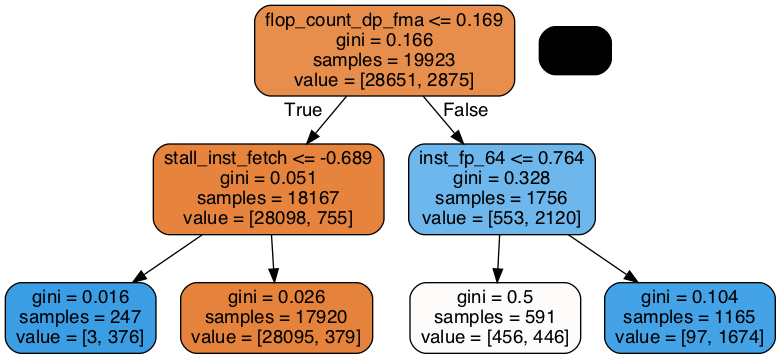 flop_count_dp_fma <= 0.169
gini = 0.166
samples = 19923
value = [28651, 2875]
True
False
stall_inst_fetch <= -0.689
gini = 0.051
samples = 18167
value = [28098, 755]
inst_fp_64 <= 0.764
gini = 0.328
samples = 1756
value = [553, 2120]
gini = 0.016
samples = 247
value = [3, 376]
gini = 0.026
samples = 17920
value = [28095, 379]
gini = 0.5
samples = 591
value = [456, 446]
gini = 0.104
samples = 1165
value = [97, 1674]